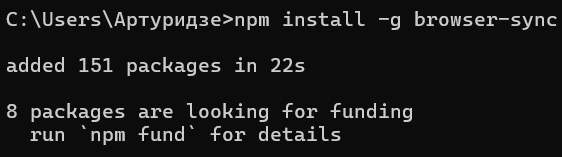 C:\Users\Артуридзе>npm install -g browser-sync
added 151 packages in 22s
8 packages are looking for funding
  run `npm fund` for details